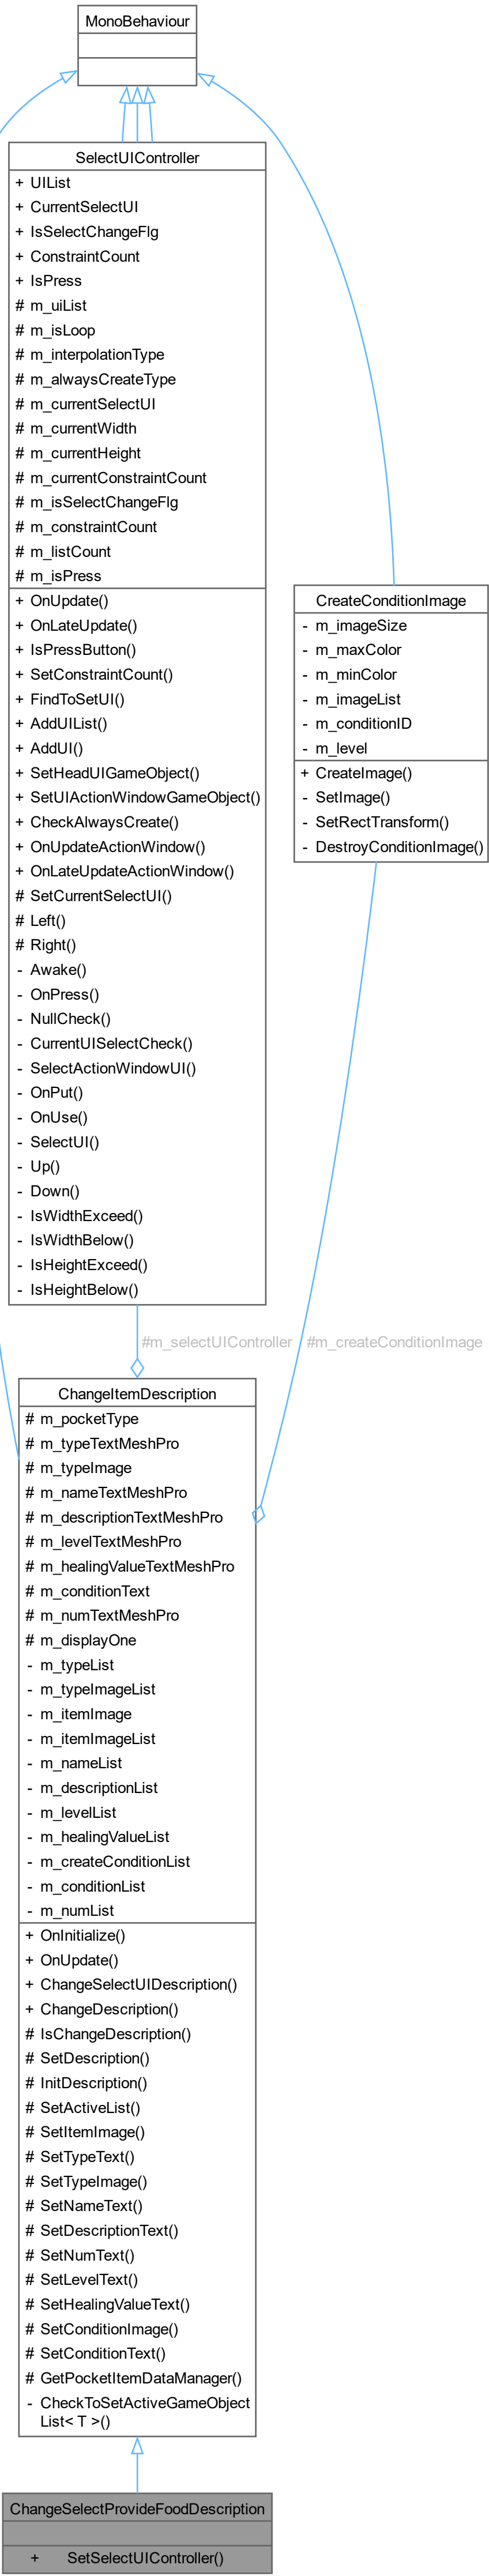 MonoBehaviour
SelectUIController
+ UIList
+ CurrentSelectUI
+ IsSelectChangeFlg
+ ConstraintCount
+ IsPress
# m_uiList
# m_isLoop
# m_interpolationType
# m_alwaysCreateType
# m_currentSelectUI
# m_currentWidth
# m_currentHeight
# m_currentConstraintCount
# m_isSelectChangeFlg
# m_constraintCount
# m_listCount
# m_isPress
+ OnUpdate()
+ OnLateUpdate()
+ IsPressButton()
+ SetConstraintCount()
+ FindToSetUI()
+ AddUIList()
+ AddUI()
+ SetHeadUIGameObject()
+ SetUIActionWindowGameObject()
+ CheckAlwaysCreate()
+ OnUpdateActionWindow()
+ OnLateUpdateActionWindow()
# SetCurrentSelectUI()
# Left()
# Right()
- Awake()
- OnPress()
- NullCheck()
- CurrentUISelectCheck()
- SelectActionWindowUI()
- OnPut()
- OnUse()
- SelectUI()
- Up()
- Down()
- IsWidthExceed()
- IsWidthBelow()
- IsHeightExceed()
- IsHeightBelow()
CreateConditionImage
- m_imageSize
- m_maxColor
- m_minColor
- m_imageList
- m_conditionID
- m_level
+ CreateImage()
- SetImage()
- SetRectTransform()
- DestroyConditionImage()
#m_selectUIController
#m_createConditionImage
ChangeItemDescription
# m_pocketType
# m_typeTextMeshPro
# m_typeImage
# m_nameTextMeshPro
# m_descriptionTextMeshPro
# m_levelTextMeshPro
# m_healingValueTextMeshPro
# m_conditionText
# m_numTextMeshPro
# m_displayOne
- m_typeList
- m_typeImageList
- m_itemImage
- m_itemImageList
- m_nameList
- m_descriptionList
- m_levelList
- m_healingValueList
- m_createConditionList
- m_conditionList
- m_numList
+ OnInitialize()
+ OnUpdate()
+ ChangeSelectUIDescription()
+ ChangeDescription()
# IsChangeDescription()
# SetDescription()
# InitDescription()
# SetActiveList()
# SetItemImage()
# SetTypeText()
# SetTypeImage()
# SetNameText()
# SetDescriptionText()
# SetNumText()
# SetLevelText()
# SetHealingValueText()
# SetConditionImage()
# SetConditionText()
# GetPocketItemDataManager()
- CheckToSetActiveGameObject
List< T >()
ChangeSelectProvideFoodDescription
+ SetSelectUIController()